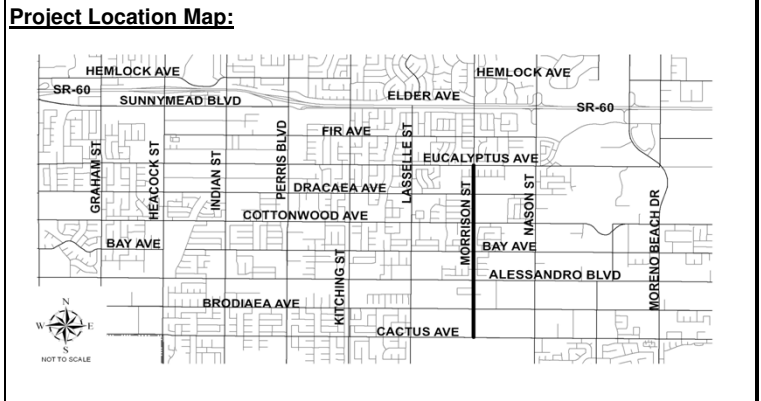 Project Location Map:
HEMLOCK AVE
HEMLOCK AVE
SR-60
ELDER AVE
SUNNYMEAD BLVD
SR-60
FIR AVE
EUCALYPTUS AVE
GRAHAM ST
HEACOCK ST
INDIAN ST
PERRIS BLVD
LASSELLE ST
DRACAEA AVE
MORRISON ST
NASON ST
MORENO BEACH DR
COTTONWOOD AVE
BAY AVE
BAY AVE
KITCHING ST
ALESSANDRO BLVD
BRODIAEA AVE
CACTUS AVE
N
W
E
S
NOT TO SCALE